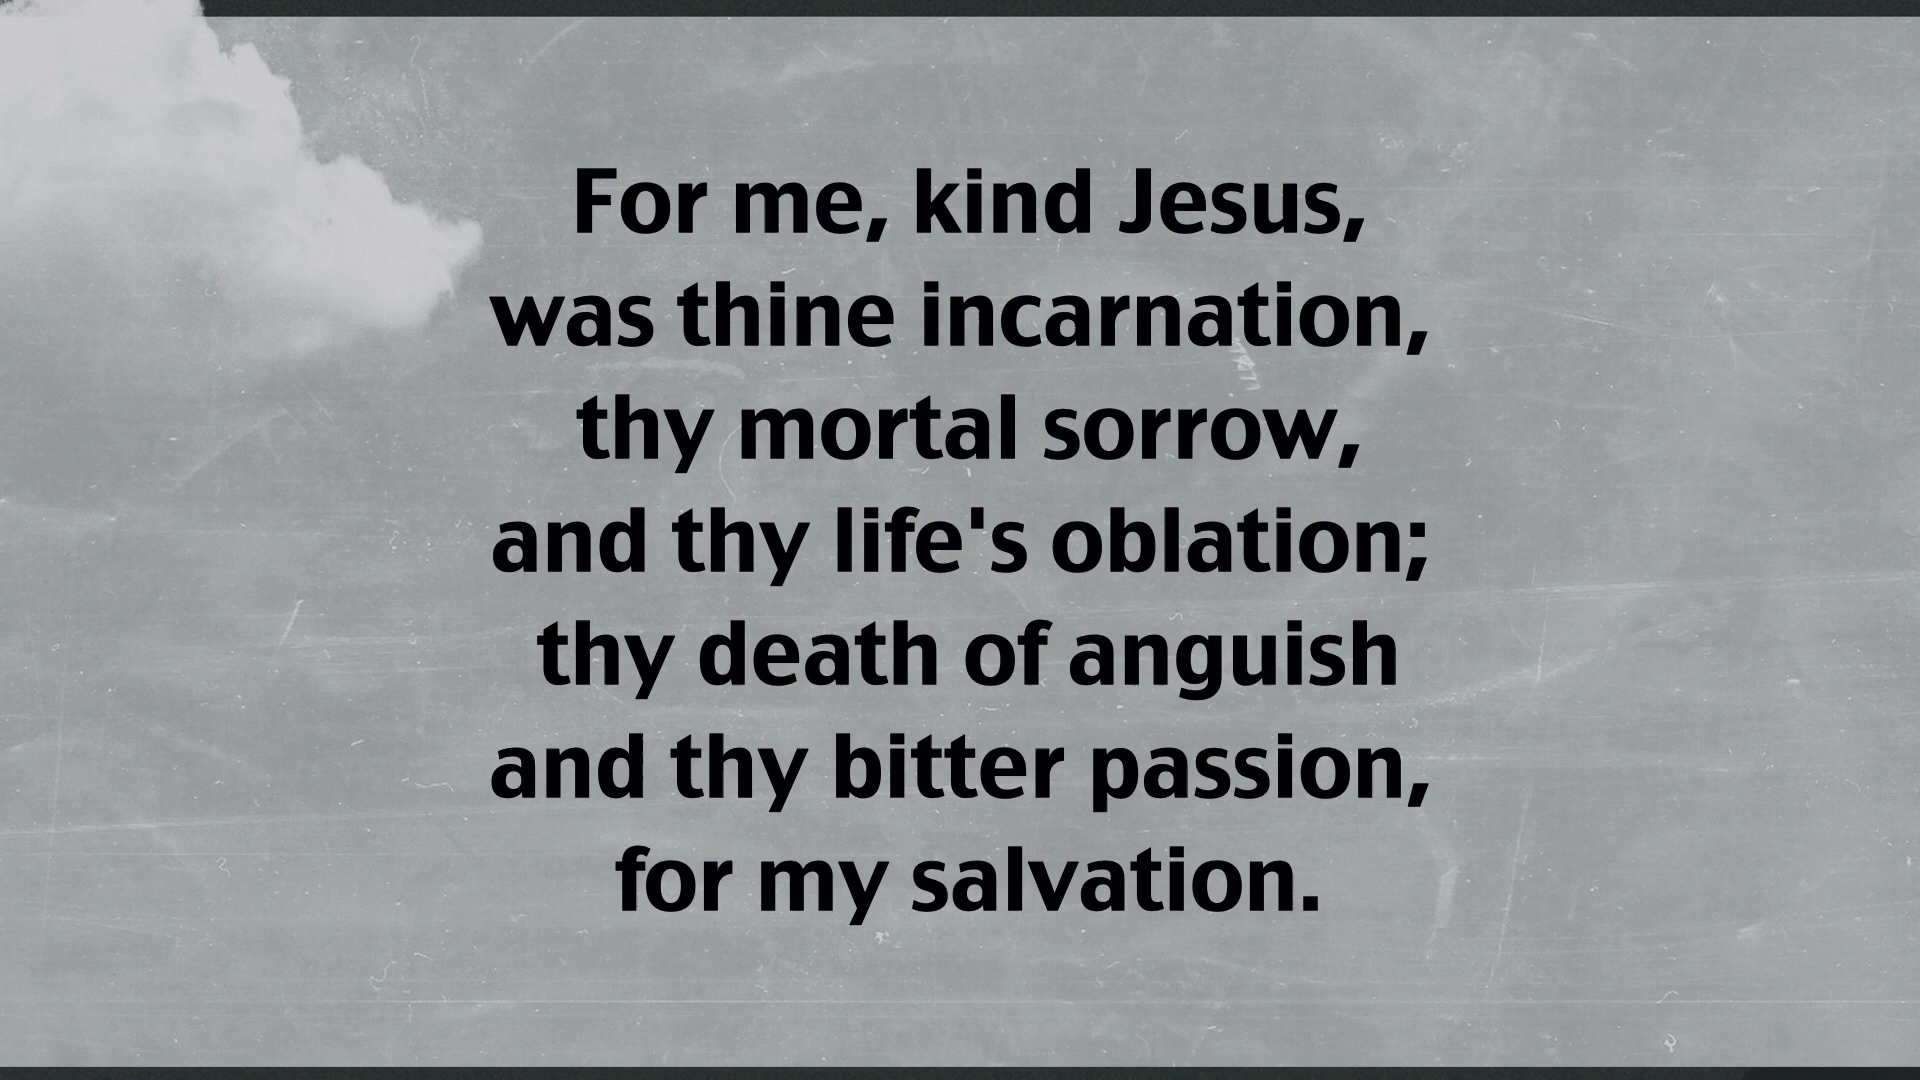 For me, kind Jesus,
was thine incarnation,
thy mortal sorrow,
and thy life's oblation;
thy death of anguish
and thy bitter passion,
for my salvation.